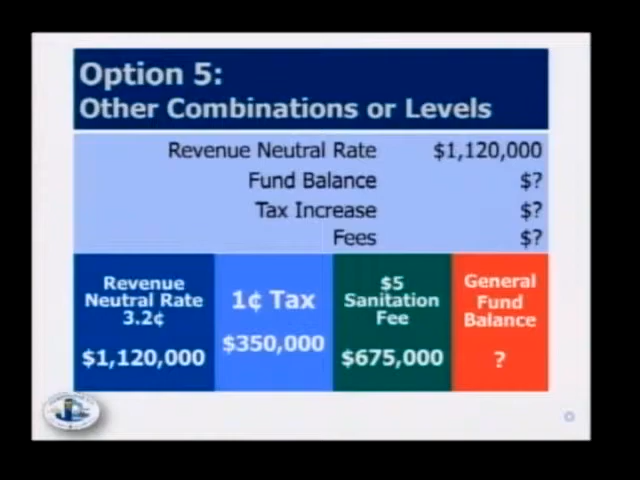 Option 5:
Other Combinations or Levels
Revenue Neutral Rate $1,120,000
Fund Balance $?
Tax Increase $?
Fees $?
Revenue
Neutral Rate
3.2¢
$1,120,000
1¢ Tax
$350,000
$5
Sanitation
Fee
$675,000
General
Fund
Balance
?